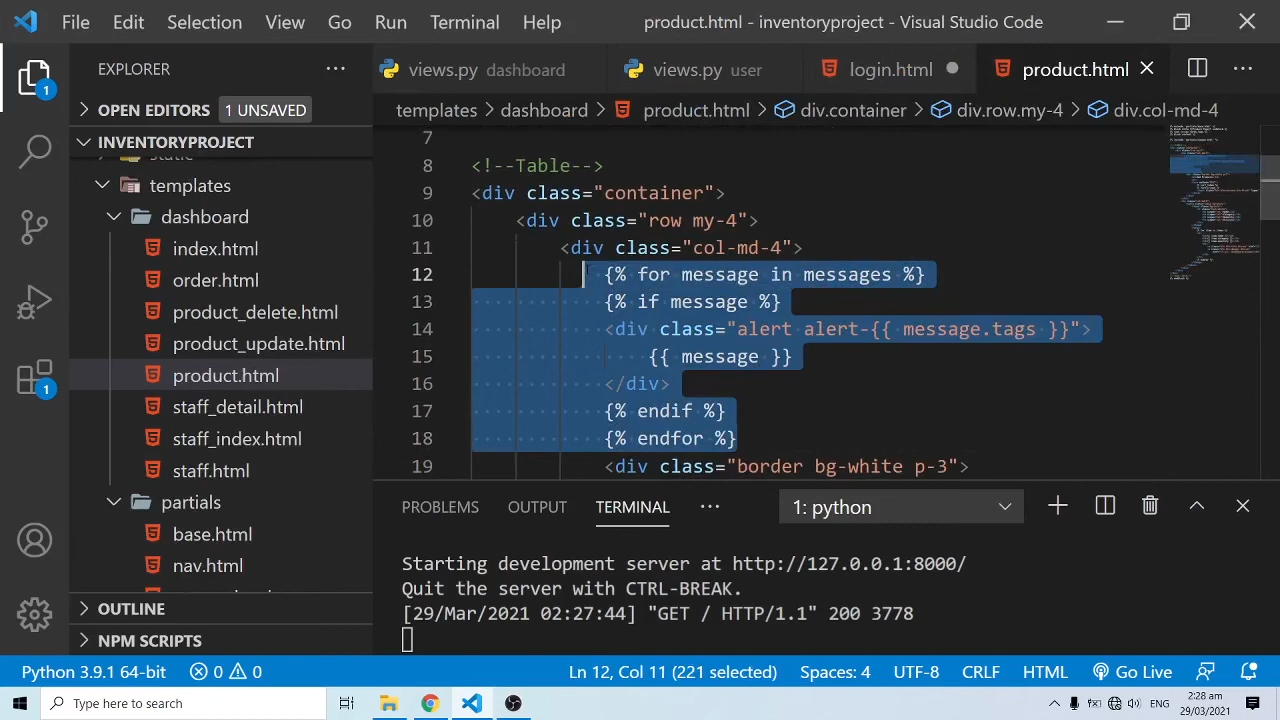 File Edit Selection View Go Run Terminal Help product.html - inventoryproject - Visual Studio Code
EXPLORER
views.py dashboard views.py user login.html product.html
OPEN EDITORS 1 UNSAVED
templates > dashboard > product.html > div.container > div.row.my-4 > div.col-md-4
INVENTORYPROJECT
static
templates
dashboard
index.html
order.html
product_delete.html
product_update.html
product.html
staff_detail.html
staff_index.html
staff.html
partials
base.html
nav.html
OUTLINE
NPM SCRIPTS
1
1
7
8 <!--Table-->
9 <div class="container">
10 <div class="row my-4">
11 <div class="col-md-4">
12 {% for message in messages %}
13 {% if message %}
14 <div class="alert alert-{{ message.tags }}">
15 {{ message }}
16 </div>
17 {% endif %}
18 {% endfor %}
19 <div class="border bg-white p-3">
PROBLEMS OUTPUT TERMINAL 1: python
Starting development server at http://127.0.0.1:8000/
Quit the server with CTRL-BREAK.
[29/Mar/2021 02:27:44] "GET / HTTP/1.1" 200 3778
Python 3.9.1 64-bit 0 0 Ln 12, Col 11 (221 selected) Spaces: 4 UTF-8 CRLF HTML Go Live
Type here to search
ENG
2:28 am
29/03/2021